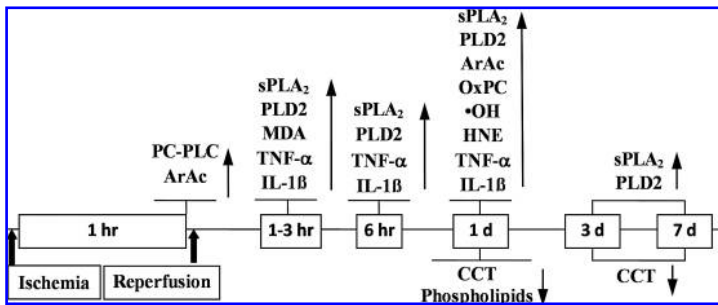 PC-PLC
ArAc
sPLA₂
PLD2
MDA
TNF-α
IL-1ß
sPLA₂
PLD2
TNF-α
IL-1ß
sPLA₂
PLD2
ArAc
OxPC
•OH
HNE
TNF-α
IL-1ß
sPLA₂
PLD2
1 hr
1-3 hr
6 hr
1 d
3 d
7 d
Ischemia
Reperfusion
CCT
Phospholipids
CCT